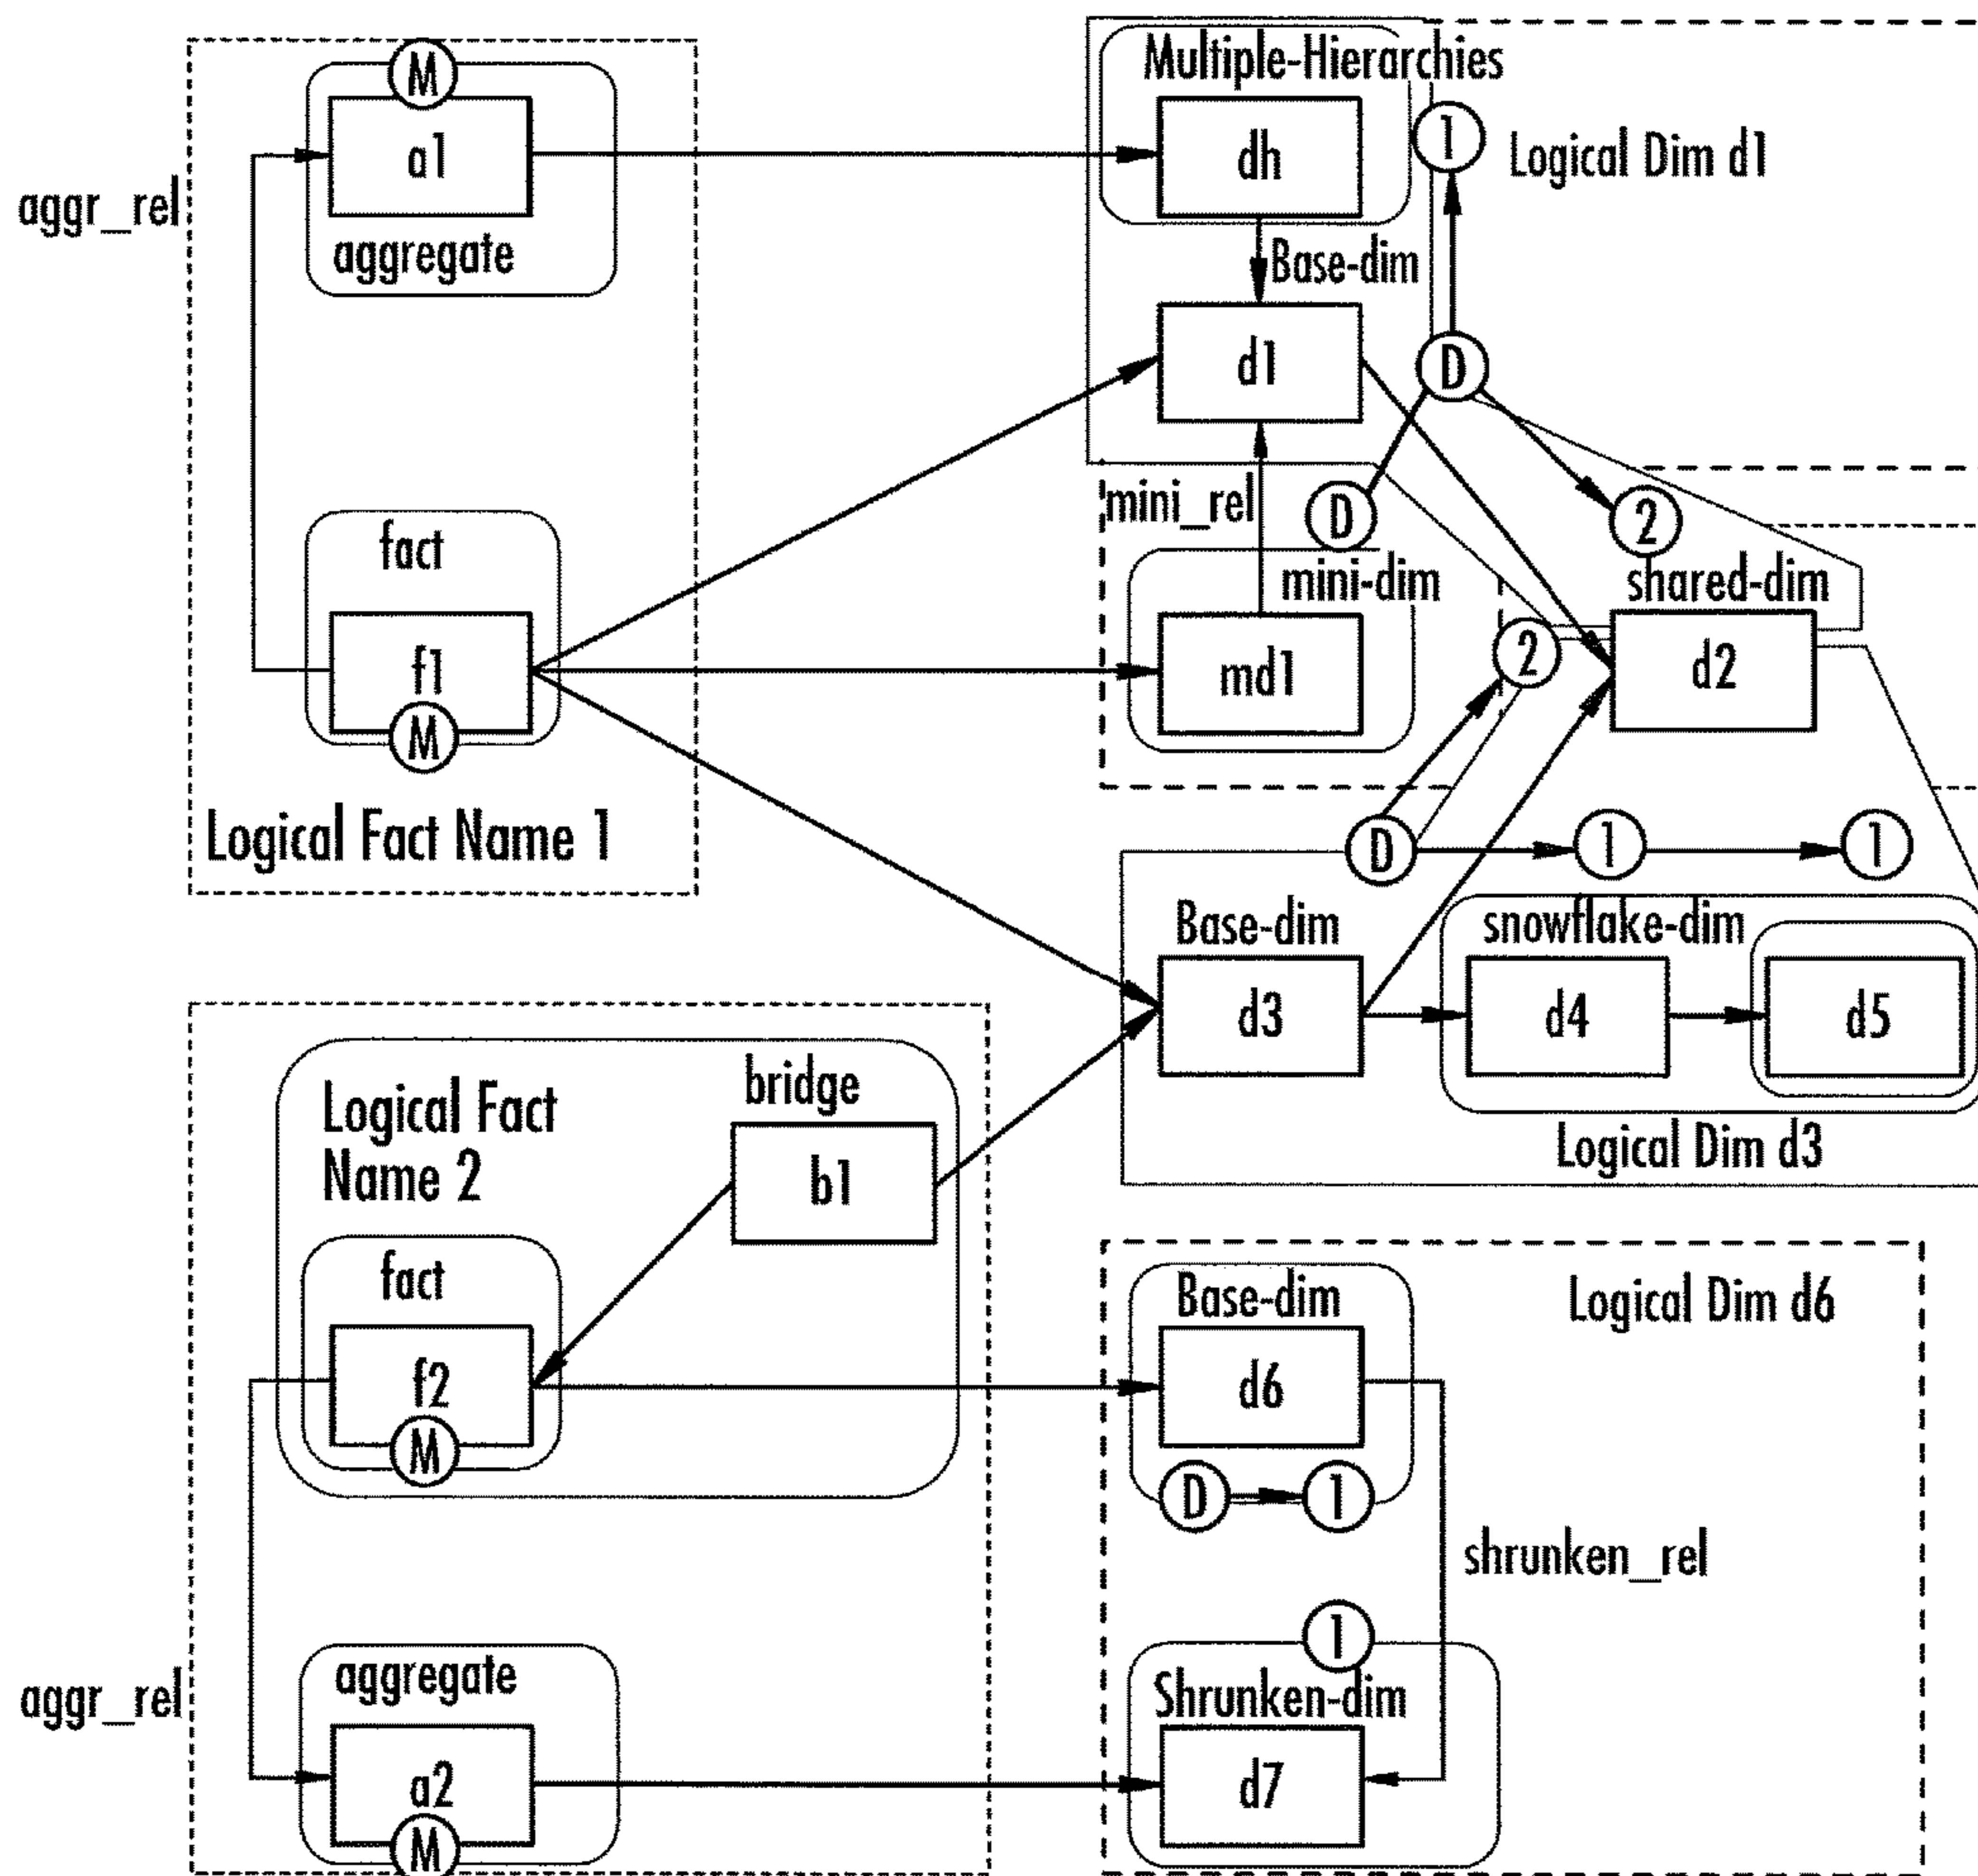 M
a1
aggr_rel
aggregate
Multiple-Hierarchies
dh
1
Logical Dim d1
Base-dim
d1
D
mini_rel
D
2
fact
f1
M
mini-dim
md1
shared-dim
2
d2
Logical Fact Name 1
D
1
1
Base-dim
d3
snowflake-dim
d4
d5
Logical Dim d3
Logical Fact
Name 2
bridge
b1
fact
f2
M
Base-dim
d6
Logical Dim d6
D
1
shrunken_rel
aggr_rel
aggregate
a2
M
1
Shrunken-dim
d7